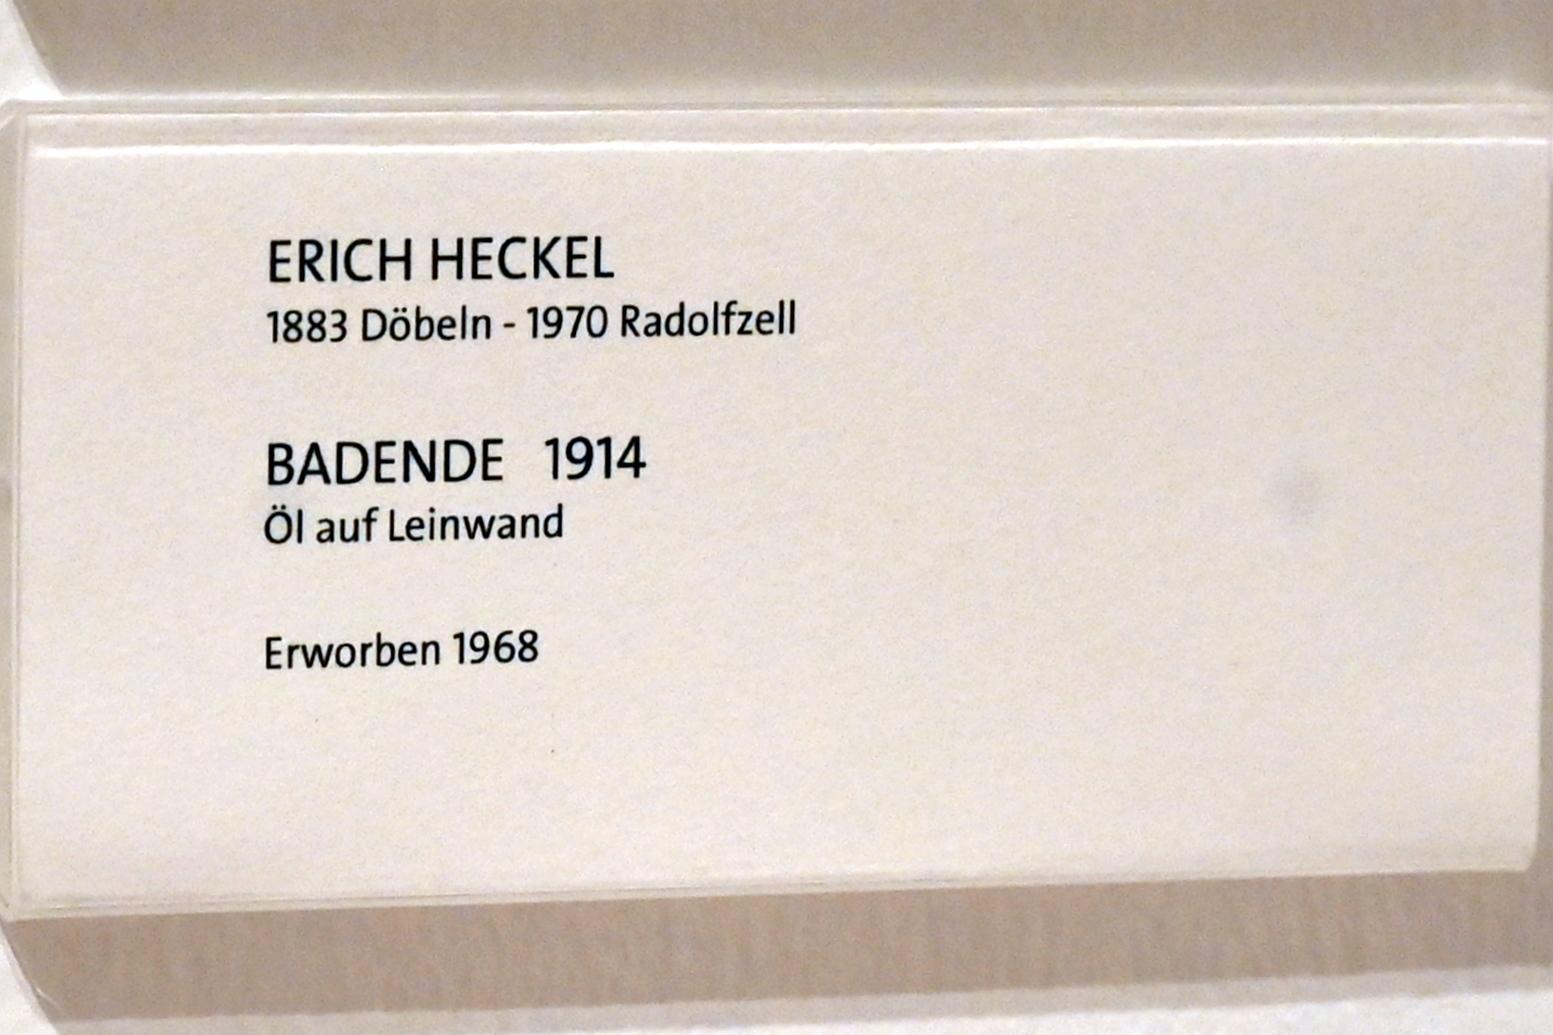 ERICH HECKEL
1883 Döbeln - 1970 Radolfzell
BADENDE 1914
Öl auf Leinwand
Erworben 1968